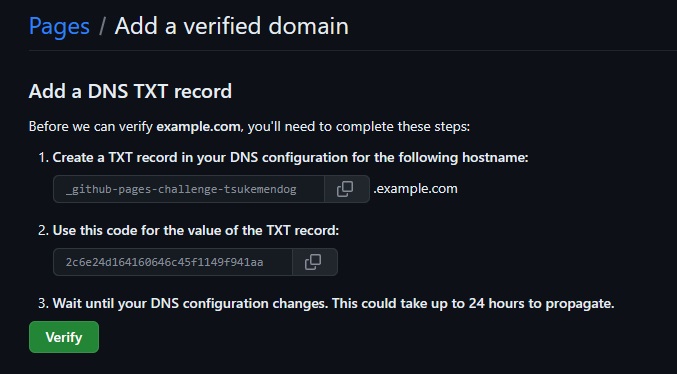 Pages / Add a verified domain
Add a DNS TXT record
Before we can verify example.com, you'll need to complete these steps:
1. Create a TXT record in your DNS configuration for the following hostname:
_github-pages-challenge-tsukemendog .example.com
2. Use this code for the value of the TXT record:
2c6e24d164160646c45f1149f941aa
3. Wait until your DNS configuration changes. This could take up to 24 hours to propagate.
Verify